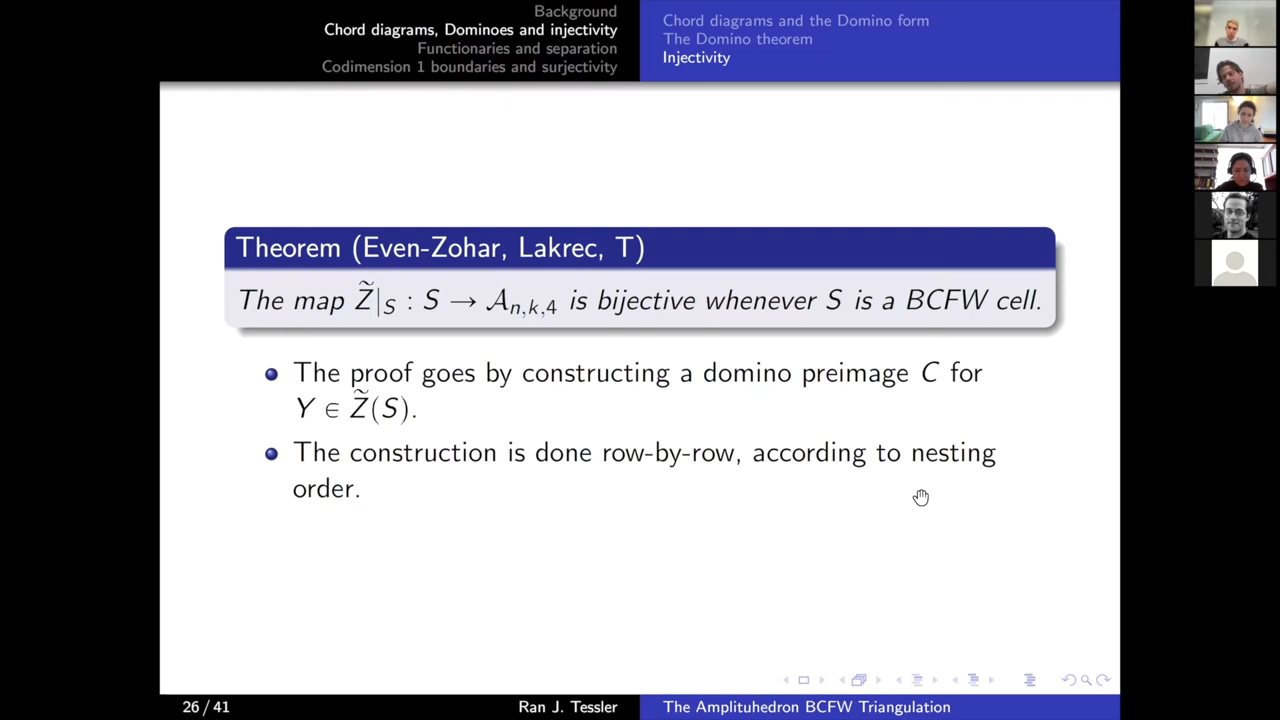 Background
Chord diagrams, Dominoes and injectivity
Functionaries and separation
Codimension 1 boundaries and surjectivity
Chord diagrams and the Domino form
The Domino theorem
Injectivity
Theorem (Even-Zohar, Lakrec, T)
The map Z̃|_S : S → 𝒜_{n,k,4} is bijective whenever S is a BCFW cell.
The proof goes by constructing a domino preimage C for
Y ∈ Z̃(S).
The construction is done row-by-row, according to nesting
order.
26 / 41
Ran J. Tessler
The Amplituhedron BCFW Triangulation